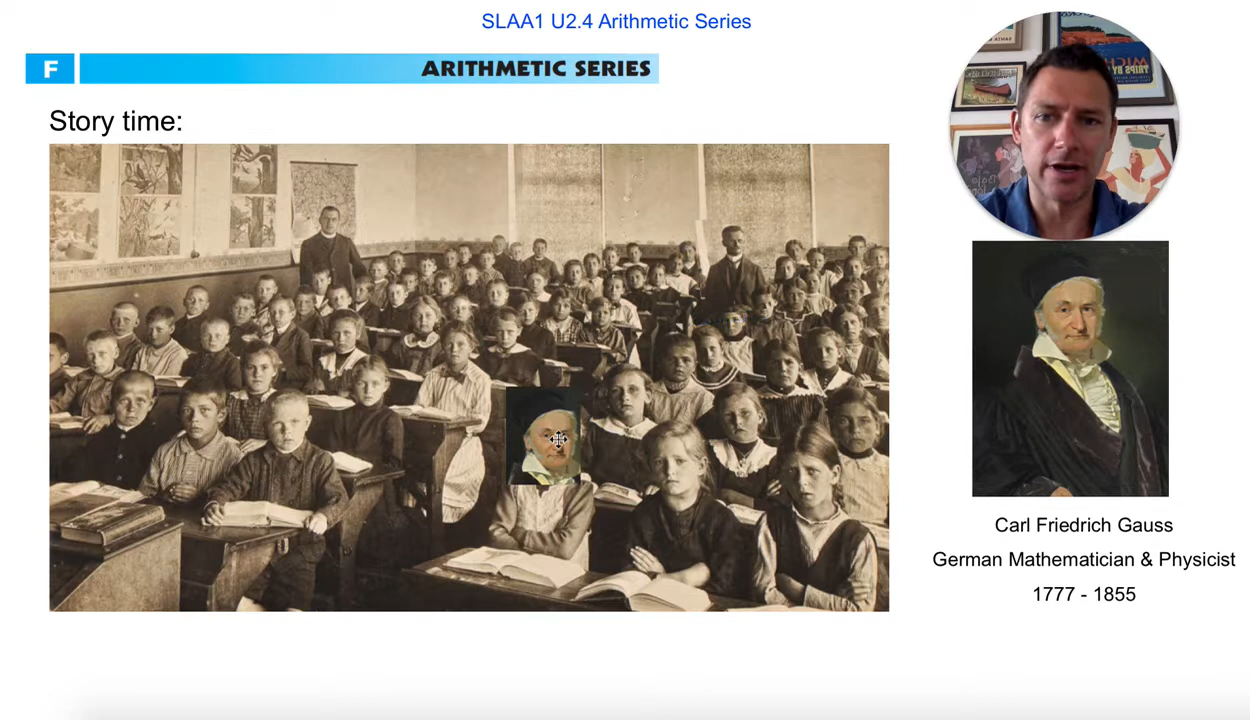 SLAA1 U2.4 Arithmetic Series
F ARITHMETIC SERIES
Story time:
Carl Friedrich Gauss
German Mathematician & Physicist
1777 - 1855